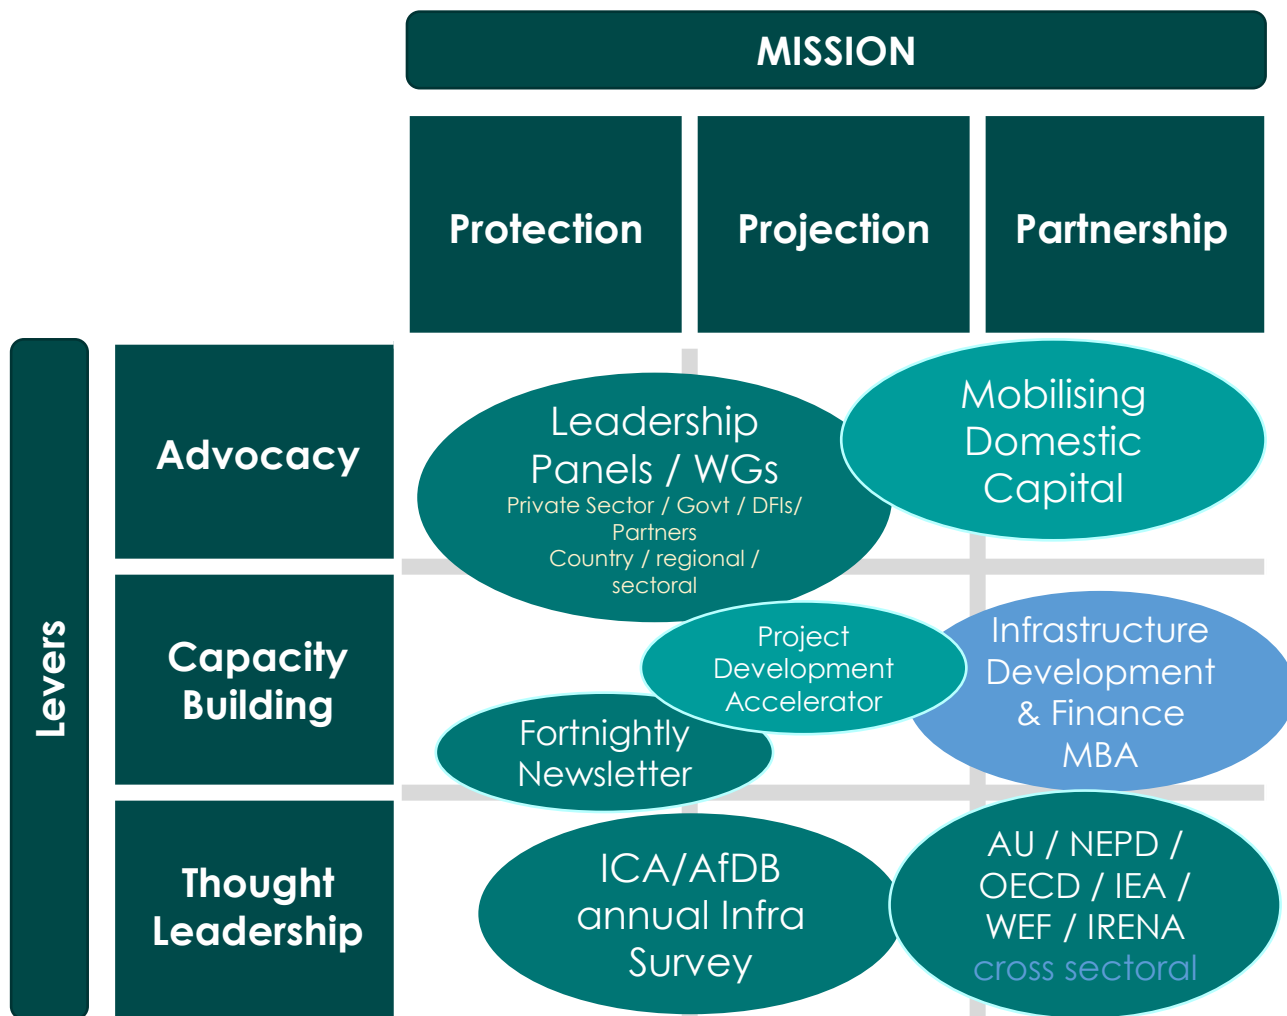 MISSION
Protection
Projection
Partnership
Levers
Advocacy
Leadership
Panels / WGs
Private Sector / Govt / DFIs/
Partners
Country / regional /
sectoral
Mobilising
Domestic
Capital
Capacity
Building
Fortnightly
Newsletter
Project
Development
Accelerator
Infrastructure
Development
& Finance
MBA
Thought
Leadership
ICA/AfDB
annual Infra
Survey
AU / NEPD /
OECD / IEA /
WEF / IRENA
cross sectoral